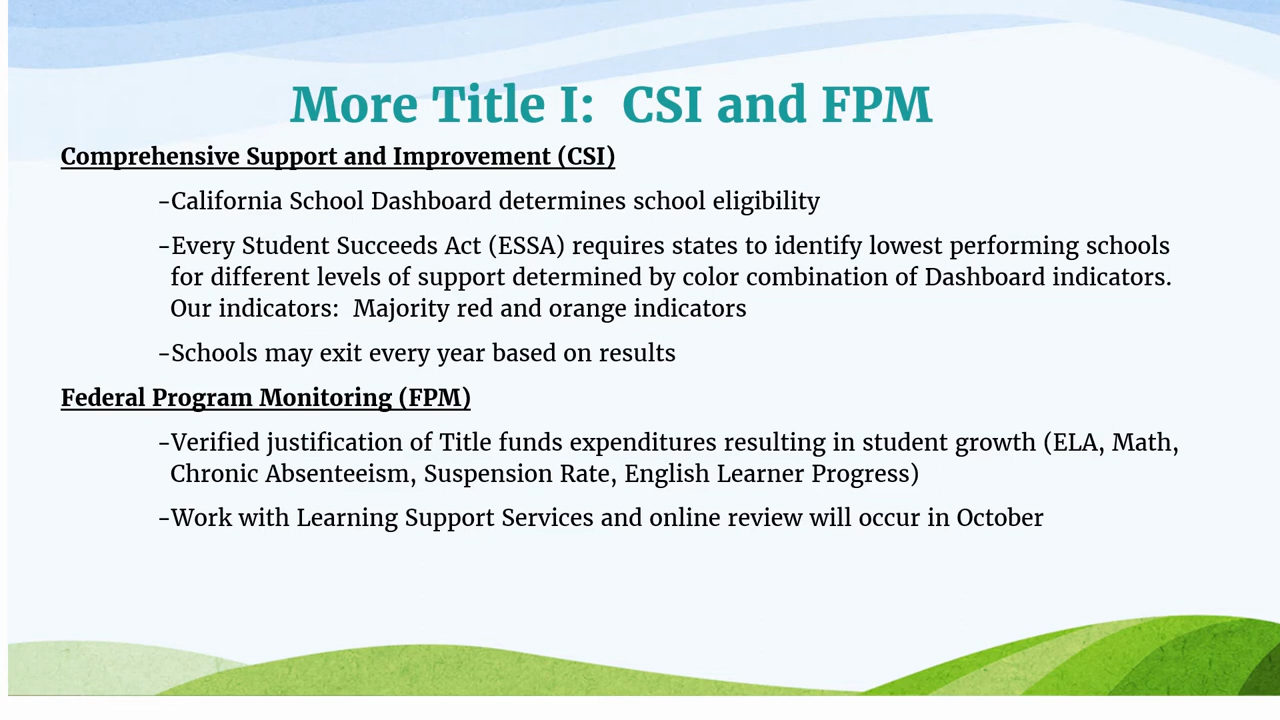 More Title I:  CSI and FPM
Comprehensive Support and Improvement (CSI)
-California School Dashboard determines school eligibility
-Every Student Succeeds Act (ESSA) requires states to identify lowest performing schools
for different levels of support determined by color combination of Dashboard indicators.
Our indicators:  Majority red and orange indicators
-Schools may exit every year based on results
Federal Program Monitoring (FPM)
-Verified justification of Title funds expenditures resulting in student growth (ELA, Math,
Chronic Absenteeism, Suspension Rate, English Learner Progress)
-Work with Learning Support Services and online review will occur in October